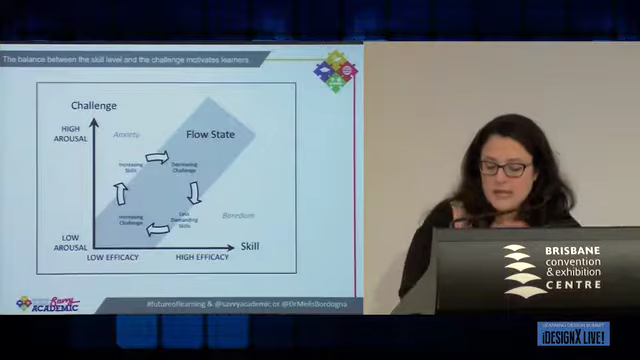 The balance between the skill level and the challenge motivates learners.
Challenge
HIGH
AROUSAL
Anxiety
Flow State
Increasing
Skills
Decreasing
Challenge
Increasing
Challenge
Less
Demanding
Skills
Boredom
LOW
AROUSAL
LOW EFFICACY
HIGH EFFICACY
Skill
ACADEMIC
#futureoflearning & @savvyacademic or @DrMelisBordogna
BRISBANE
convention
& exhibition
CENTRE
LEARNING DESIGN SUMMIT
iDESIGNX LIVE!